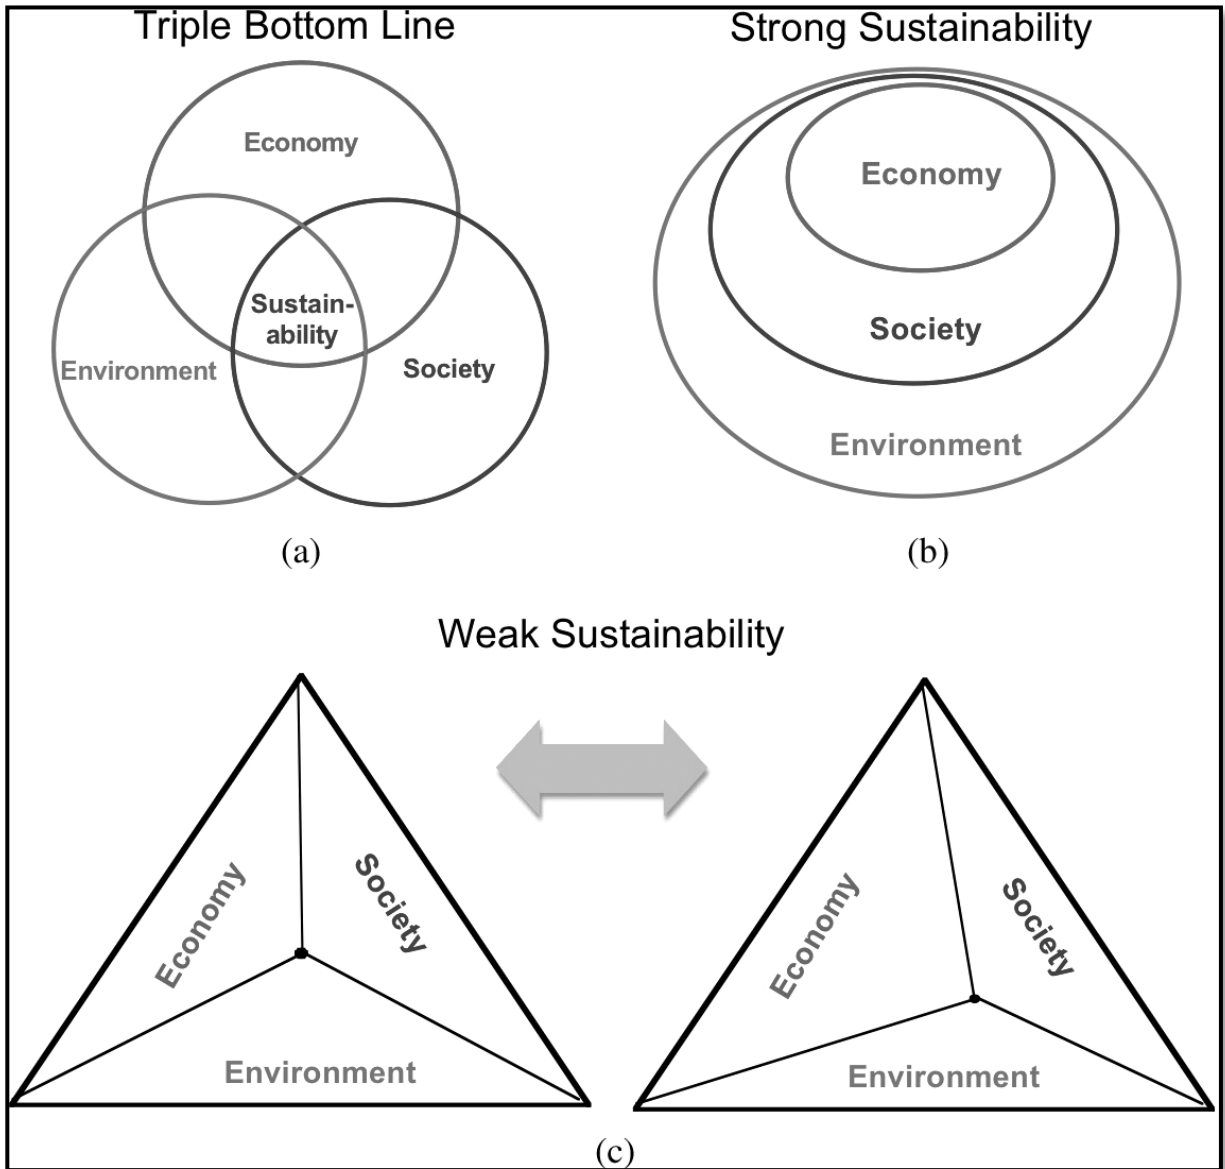 Triple Bottom Line
Economy
Sustain-
ability
Environment
Society
(a)
Strong Sustainability
Economy
Society
Environment
(b)
Weak Sustainability
Economy
Society
Environment
Economy
Society
Environment
(c)